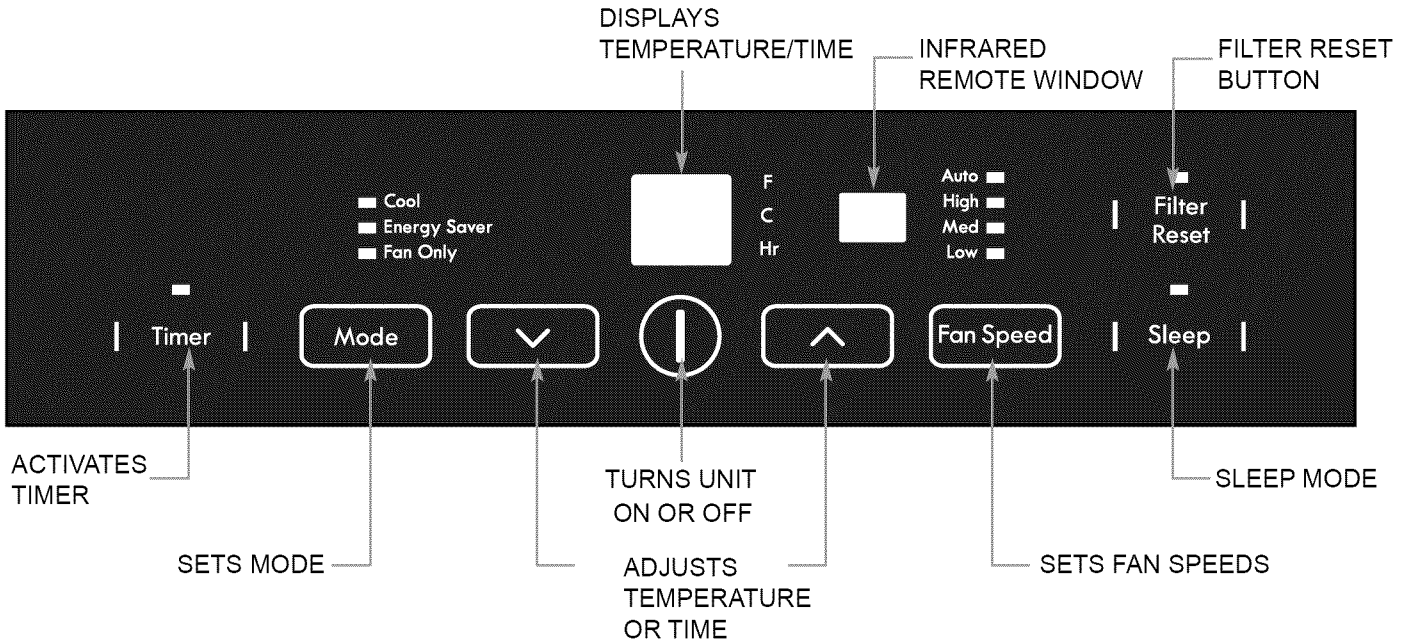 DISPLAYS
TEMPERATURE/TIME
INFRARED
REMOTE WINDOW
FILTER RESET
BUTTON
Cool
Energy Saver
Fan Only
F
C
Hr
Auto
High
Med
Low
Filter
Reset
Timer
Mode
Fan Speed
Sleep
ACTIVATES
TIMER
SETS MODE
TURNS UNIT
ON OR OFF
ADJUSTS
TEMPERATURE
OR TIME
SETS FAN SPEEDS
SLEEP MODE